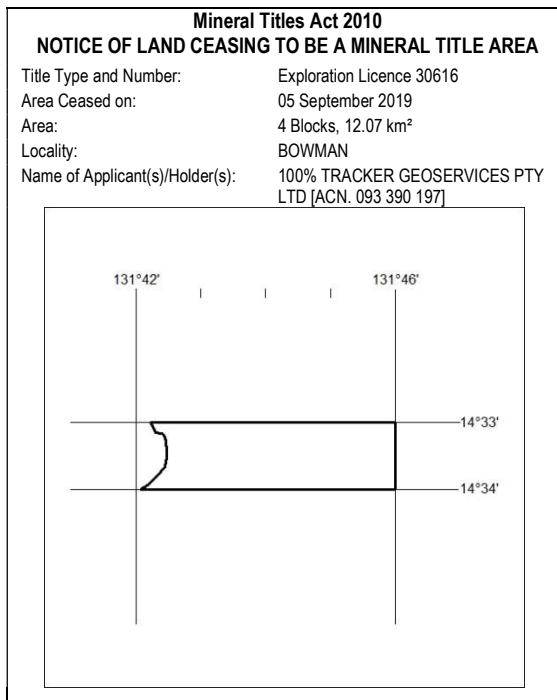 Mineral Titles Act 2010
NOTICE OF LAND CEASING TO BE A MINERAL TITLE AREA
Title Type and Number: Exploration Licence 30616
Area Ceased on: 05 September 2019
Area: 4 Blocks, 12.07 km²
Locality: BOWMAN
Name of Applicant(s)/Holder(s): 100% TRACKER GEOSERVICES PTY
LTD [ACN. 093 390 197]
131°42' 131°46'
14°33'
14°34'